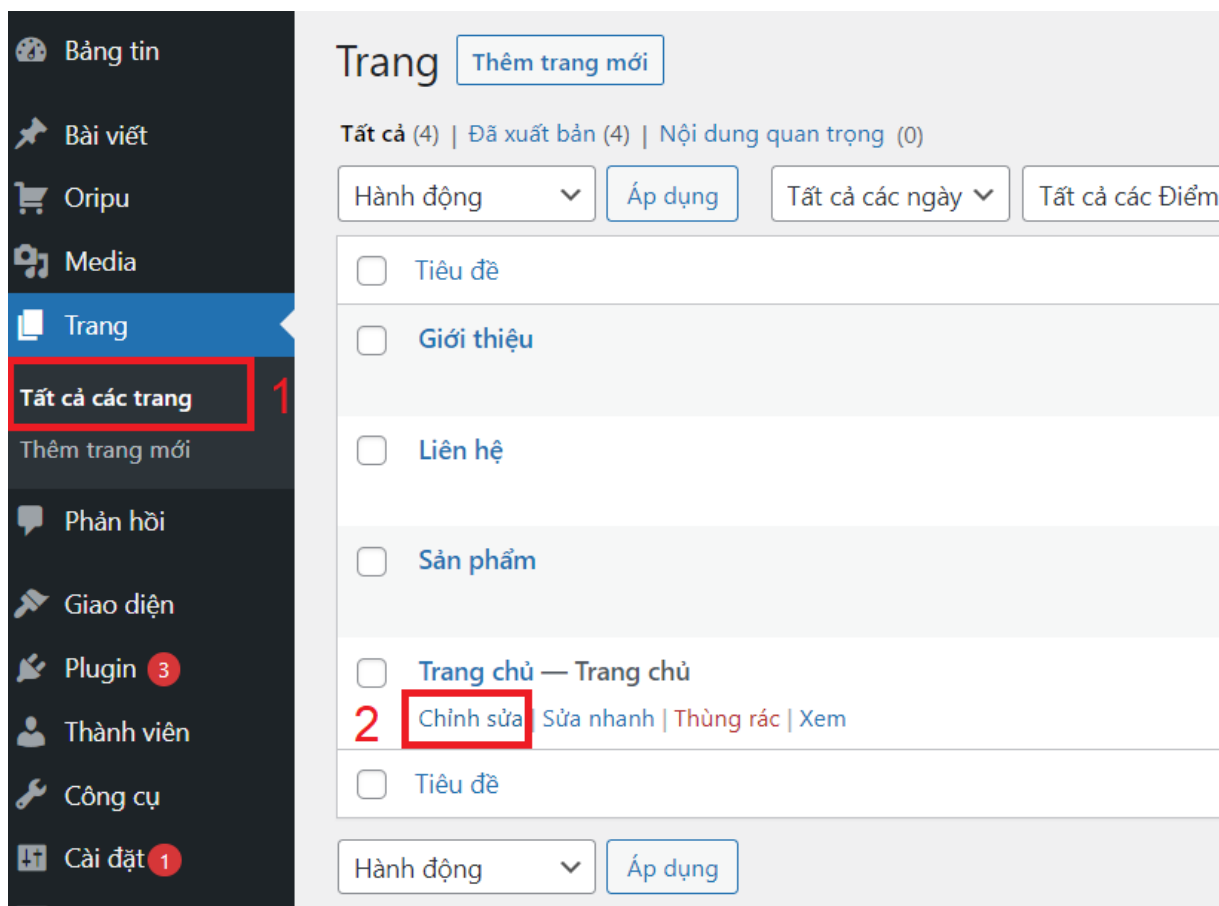 Bảng tin
Bài viết
Oripu
Media
Trang
Tất cả các trang
1
Thêm trang mới
Phản hồi
Giao diện
Plugin 3
Thành viên
Công cụ
Cài đặt 1
Trang Thêm trang mới
Tất cả (4) | Đã xuất bản (4) | Nội dung quan trọng (0)
Hành động Áp dụng Tất cả các ngày Tất cả các Điểm
Tiêu đề
Giới thiệu
Liên hệ
Sản phẩm
Trang chủ — Trang chủ
2 Chỉnh sửa | Sửa nhanh | Thùng rác | Xem
Tiêu đề
Hành động Áp dụng